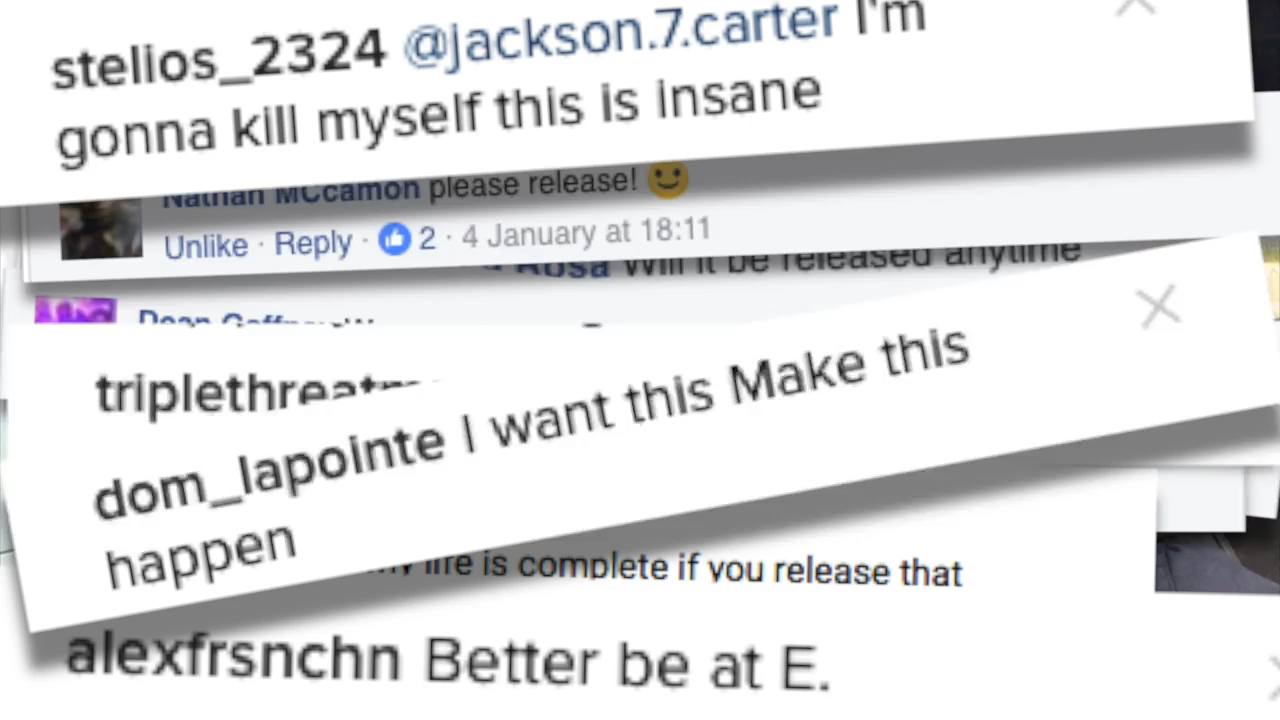 stelios_2324 @jackson.7.carter I'm
gonna kill myself this is insane
Nathan MCcamon please release! 🙂
Unlike · Reply · 2 · 4 January at 18:11
Rosa Will it be released anytime
Dean
dom_lapointe I want this Make this
happen
life is complete if you release that
alexfrsnchn Better be at E.